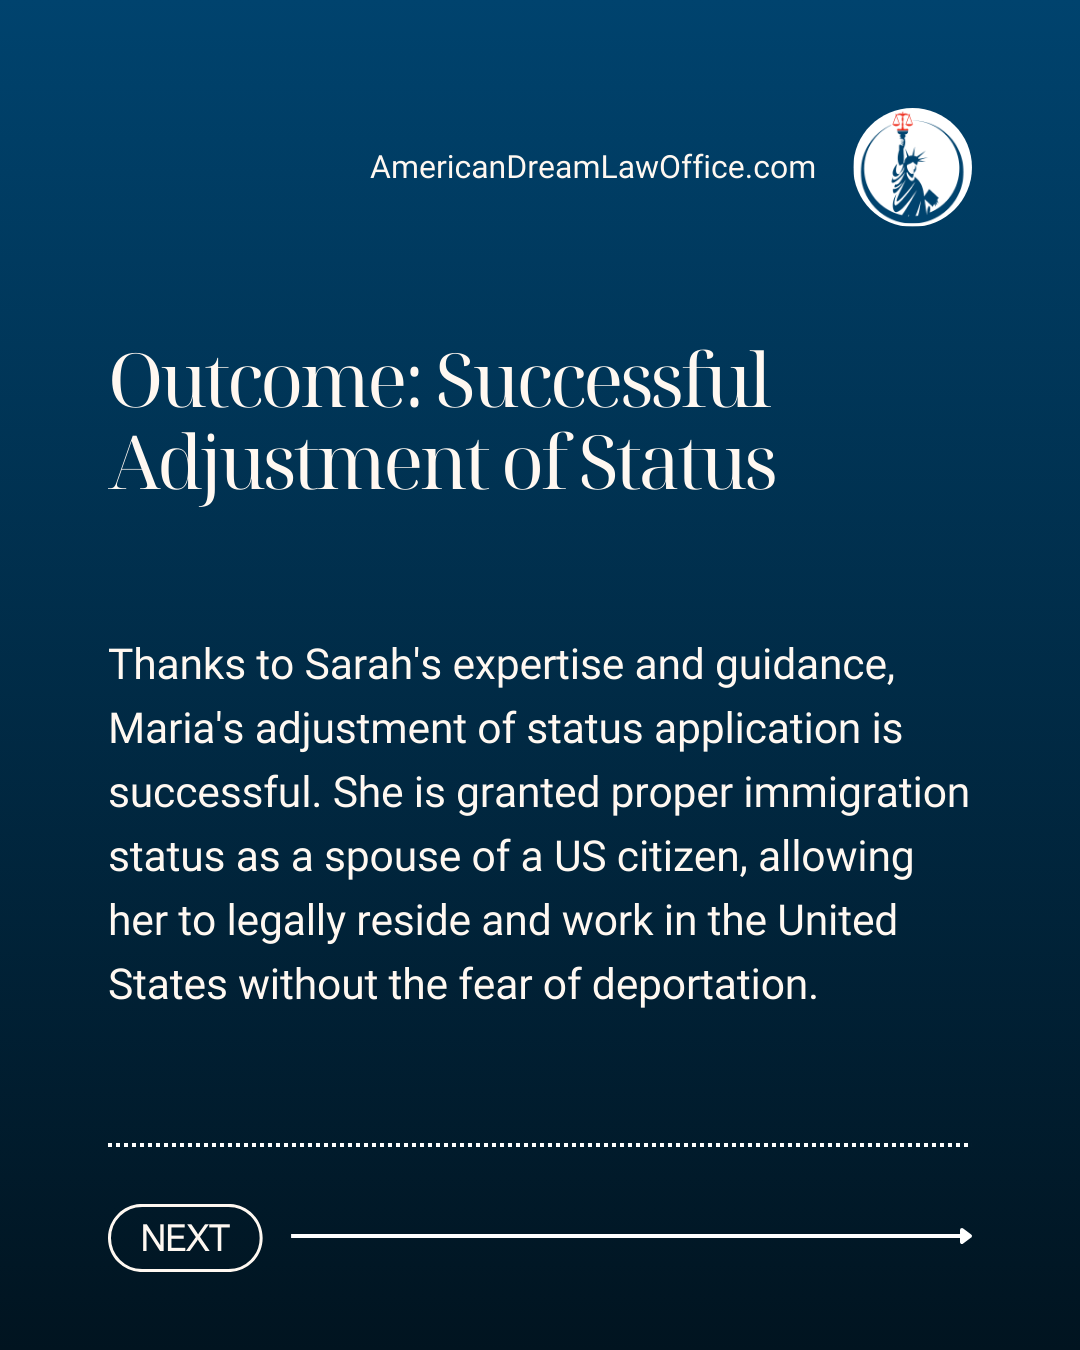 AmericanDreamLawOffice.com
Outcome: Successful
Adjustment of Status
Thanks to Sarah's expertise and guidance,
Maria's adjustment of status application is
successful. She is granted proper immigration
status as a spouse of a US citizen, allowing
her to legally reside and work in the United
States without the fear of deportation.
NEXT